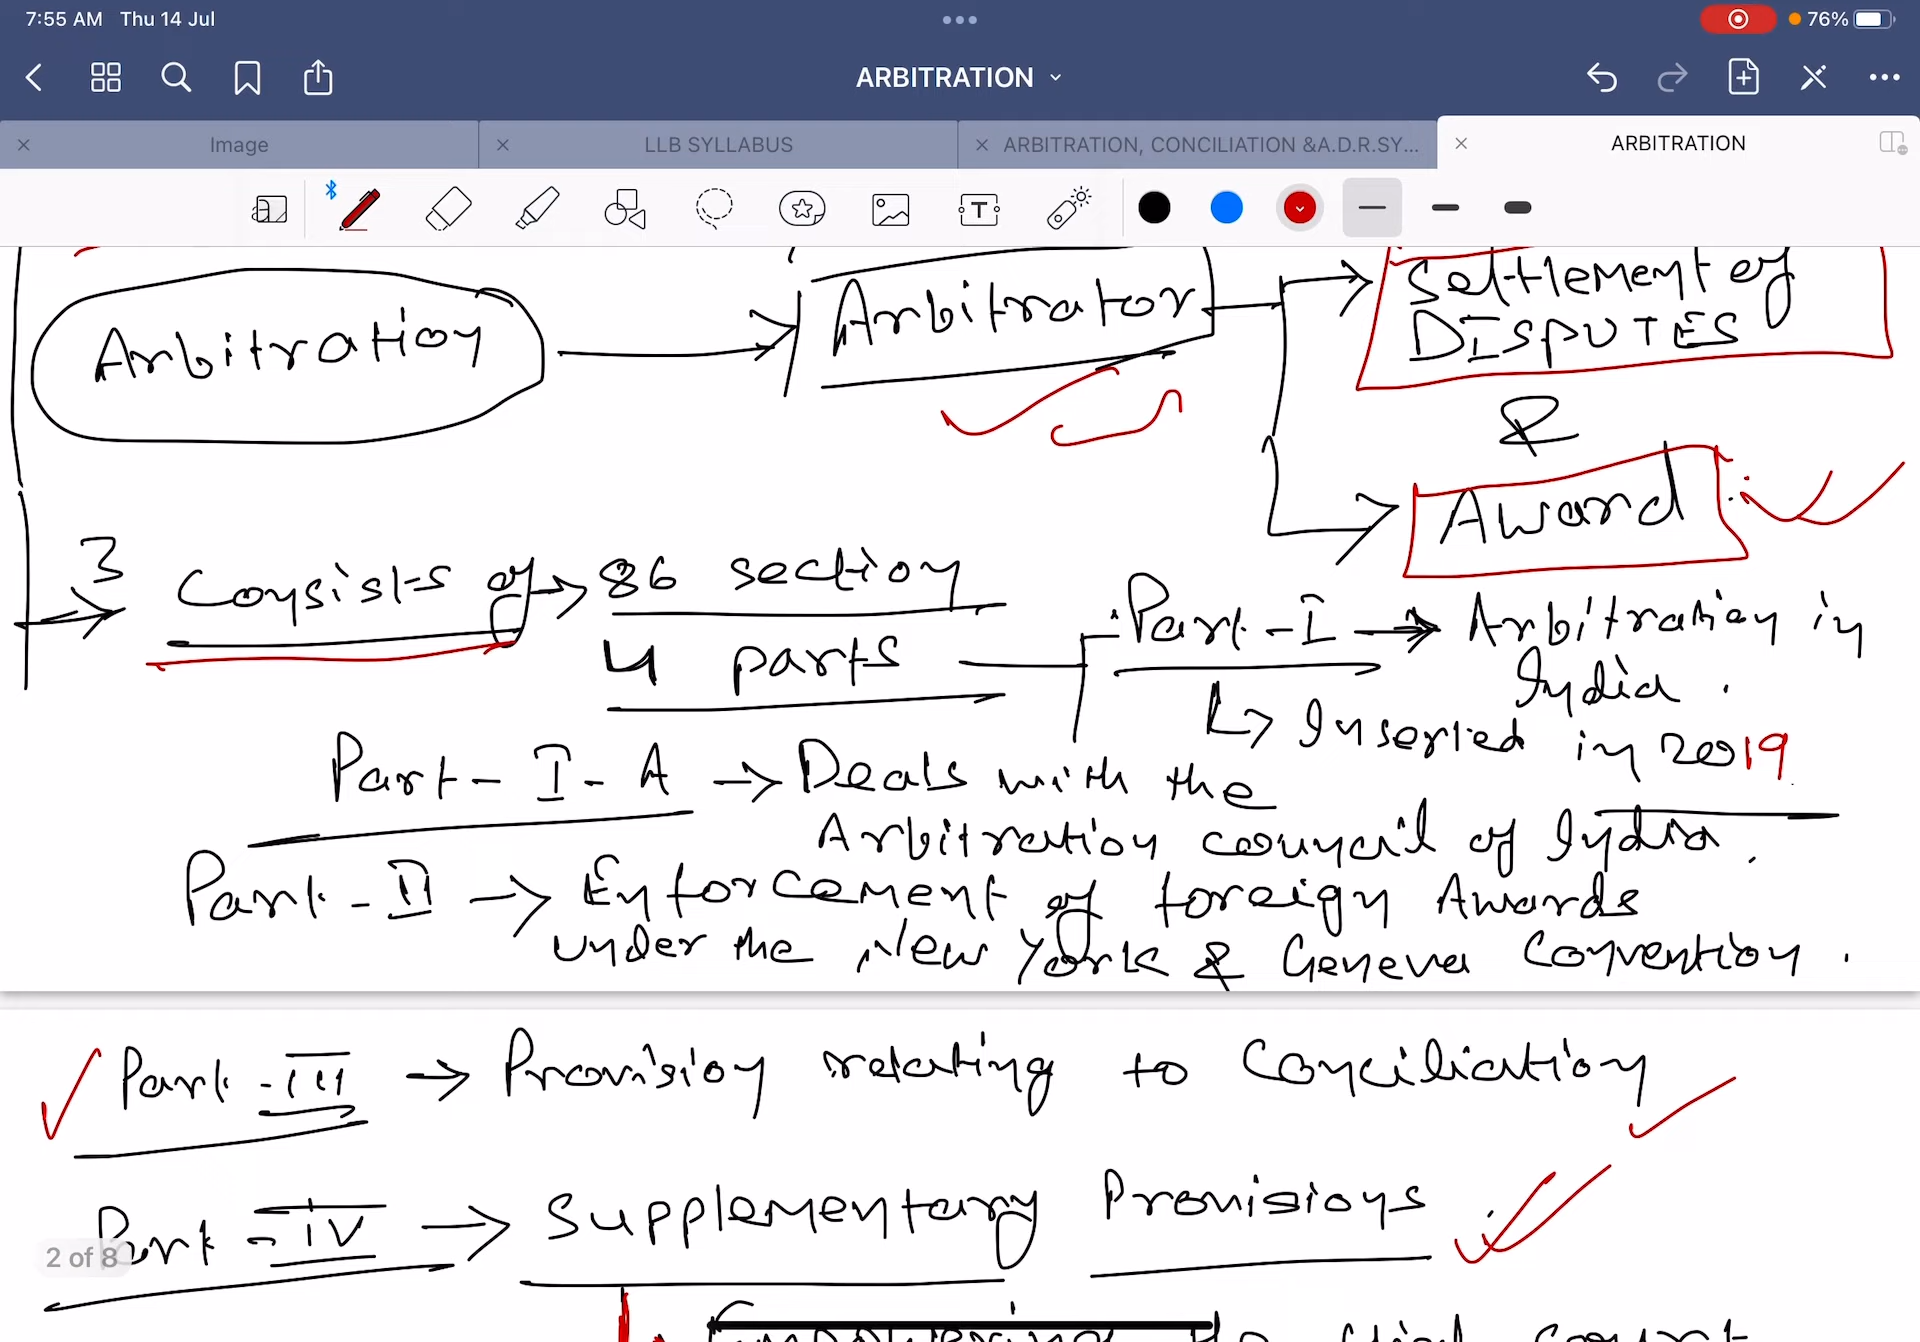 7:55 AM Thu 14 Jul
76%
ARBITRATION
Image
LLB SYLLABUS
ARBITRATION, CONCILIATION &A.D.R.SY...
ARBITRATION
T
Arbitration
Arbitrator
Settlement of
DISPUTES
&
Award
3
Consists of → 86 section
4 parts
Part-I → Arbitration in
India.
↳ Inserted in 2019
Part-I-A → Deals with the
Arbitration council of India.
Part-II → Enforcement of foreign Awards
under the New York & Geneva Convention.
Part-III → Provision relating to Conciliation
Part-IV → Supplementary Provisions
2 of 8